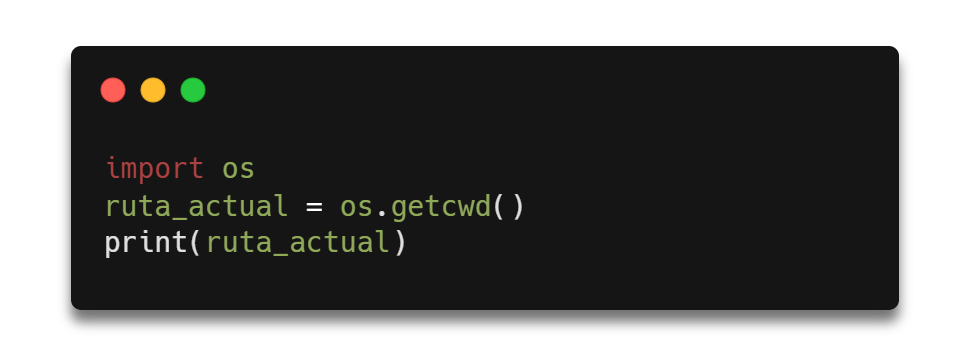 import os
ruta_actual = os.getcwd()
print(ruta_actual)